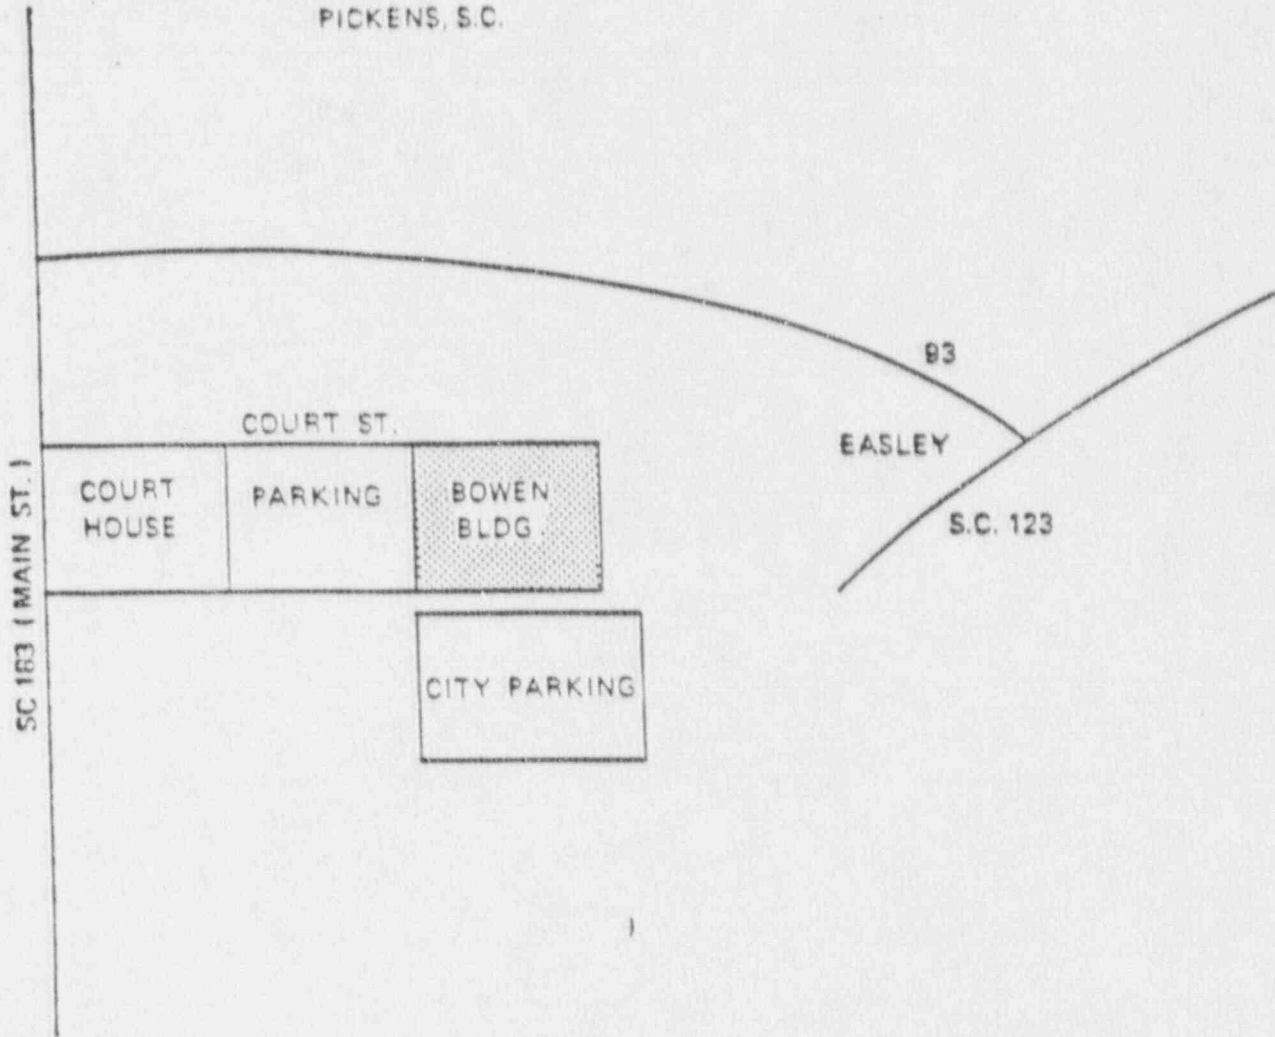 PICKENS, S.C.
93
COURT ST.
EASLEY
COURT
HOUSE
PARKING
BOWEN
BLDG.
S.C. 123
SC 183 (MAIN ST.)
CITY PARKING